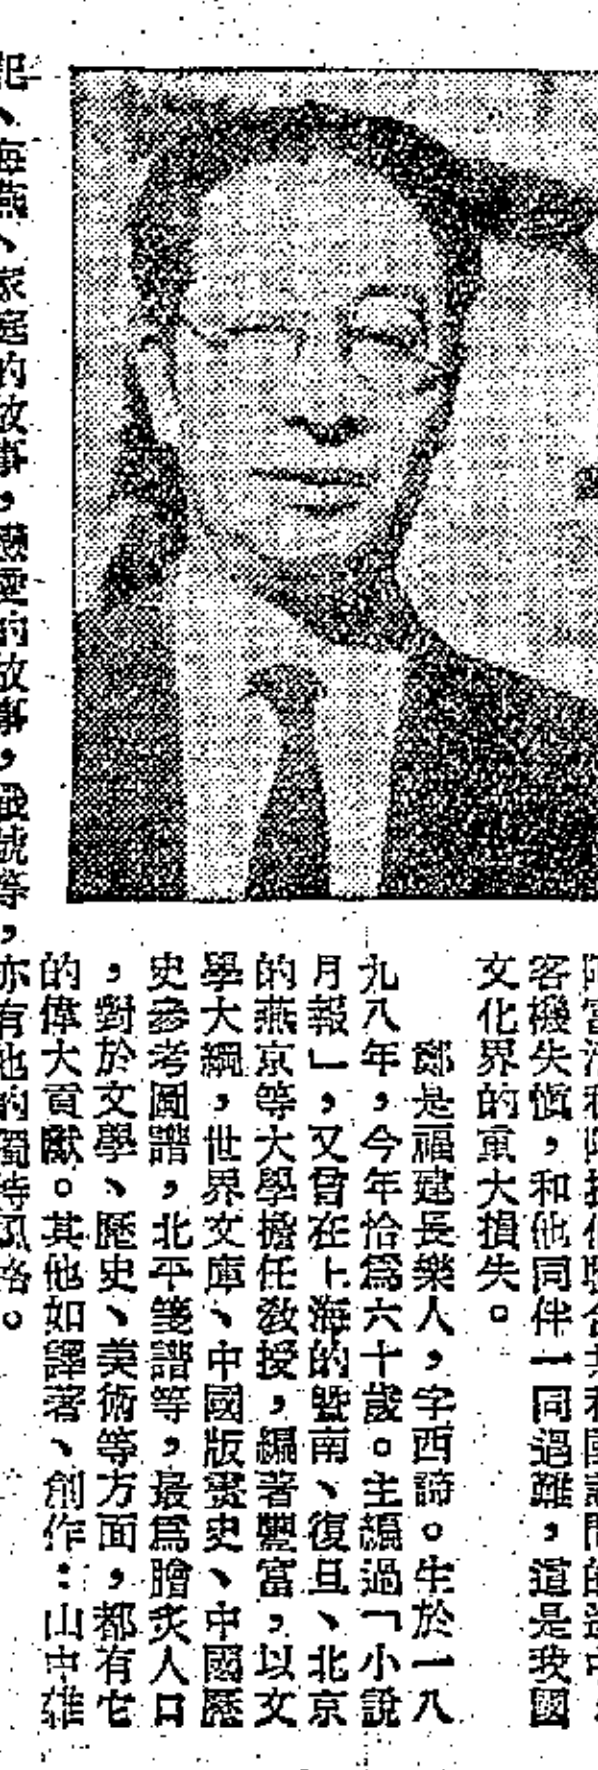 客機失慎，和他同伴一同遇難，這是我國
文化界的重大損失。
鄭是福建長樂人，字西諦。生於一八
九八年，今年恰爲六十歲。主編過「小說
月報」，又曾在上海的暨南、復旦、北京
的燕京等大學擔任敎授，編著豐富，以文
學大綱，世界文庫、中國版畫史、中國歷
史參考圖譜，北平箋譜等，最爲膾炙人口
，對於文學、歷史、美術等方面，都有它
的偉大貢獻。其他如譯著、創作：山中雜
記、海燕、家庭的故事，戀愛的故事，等，亦有他的獨特風格。